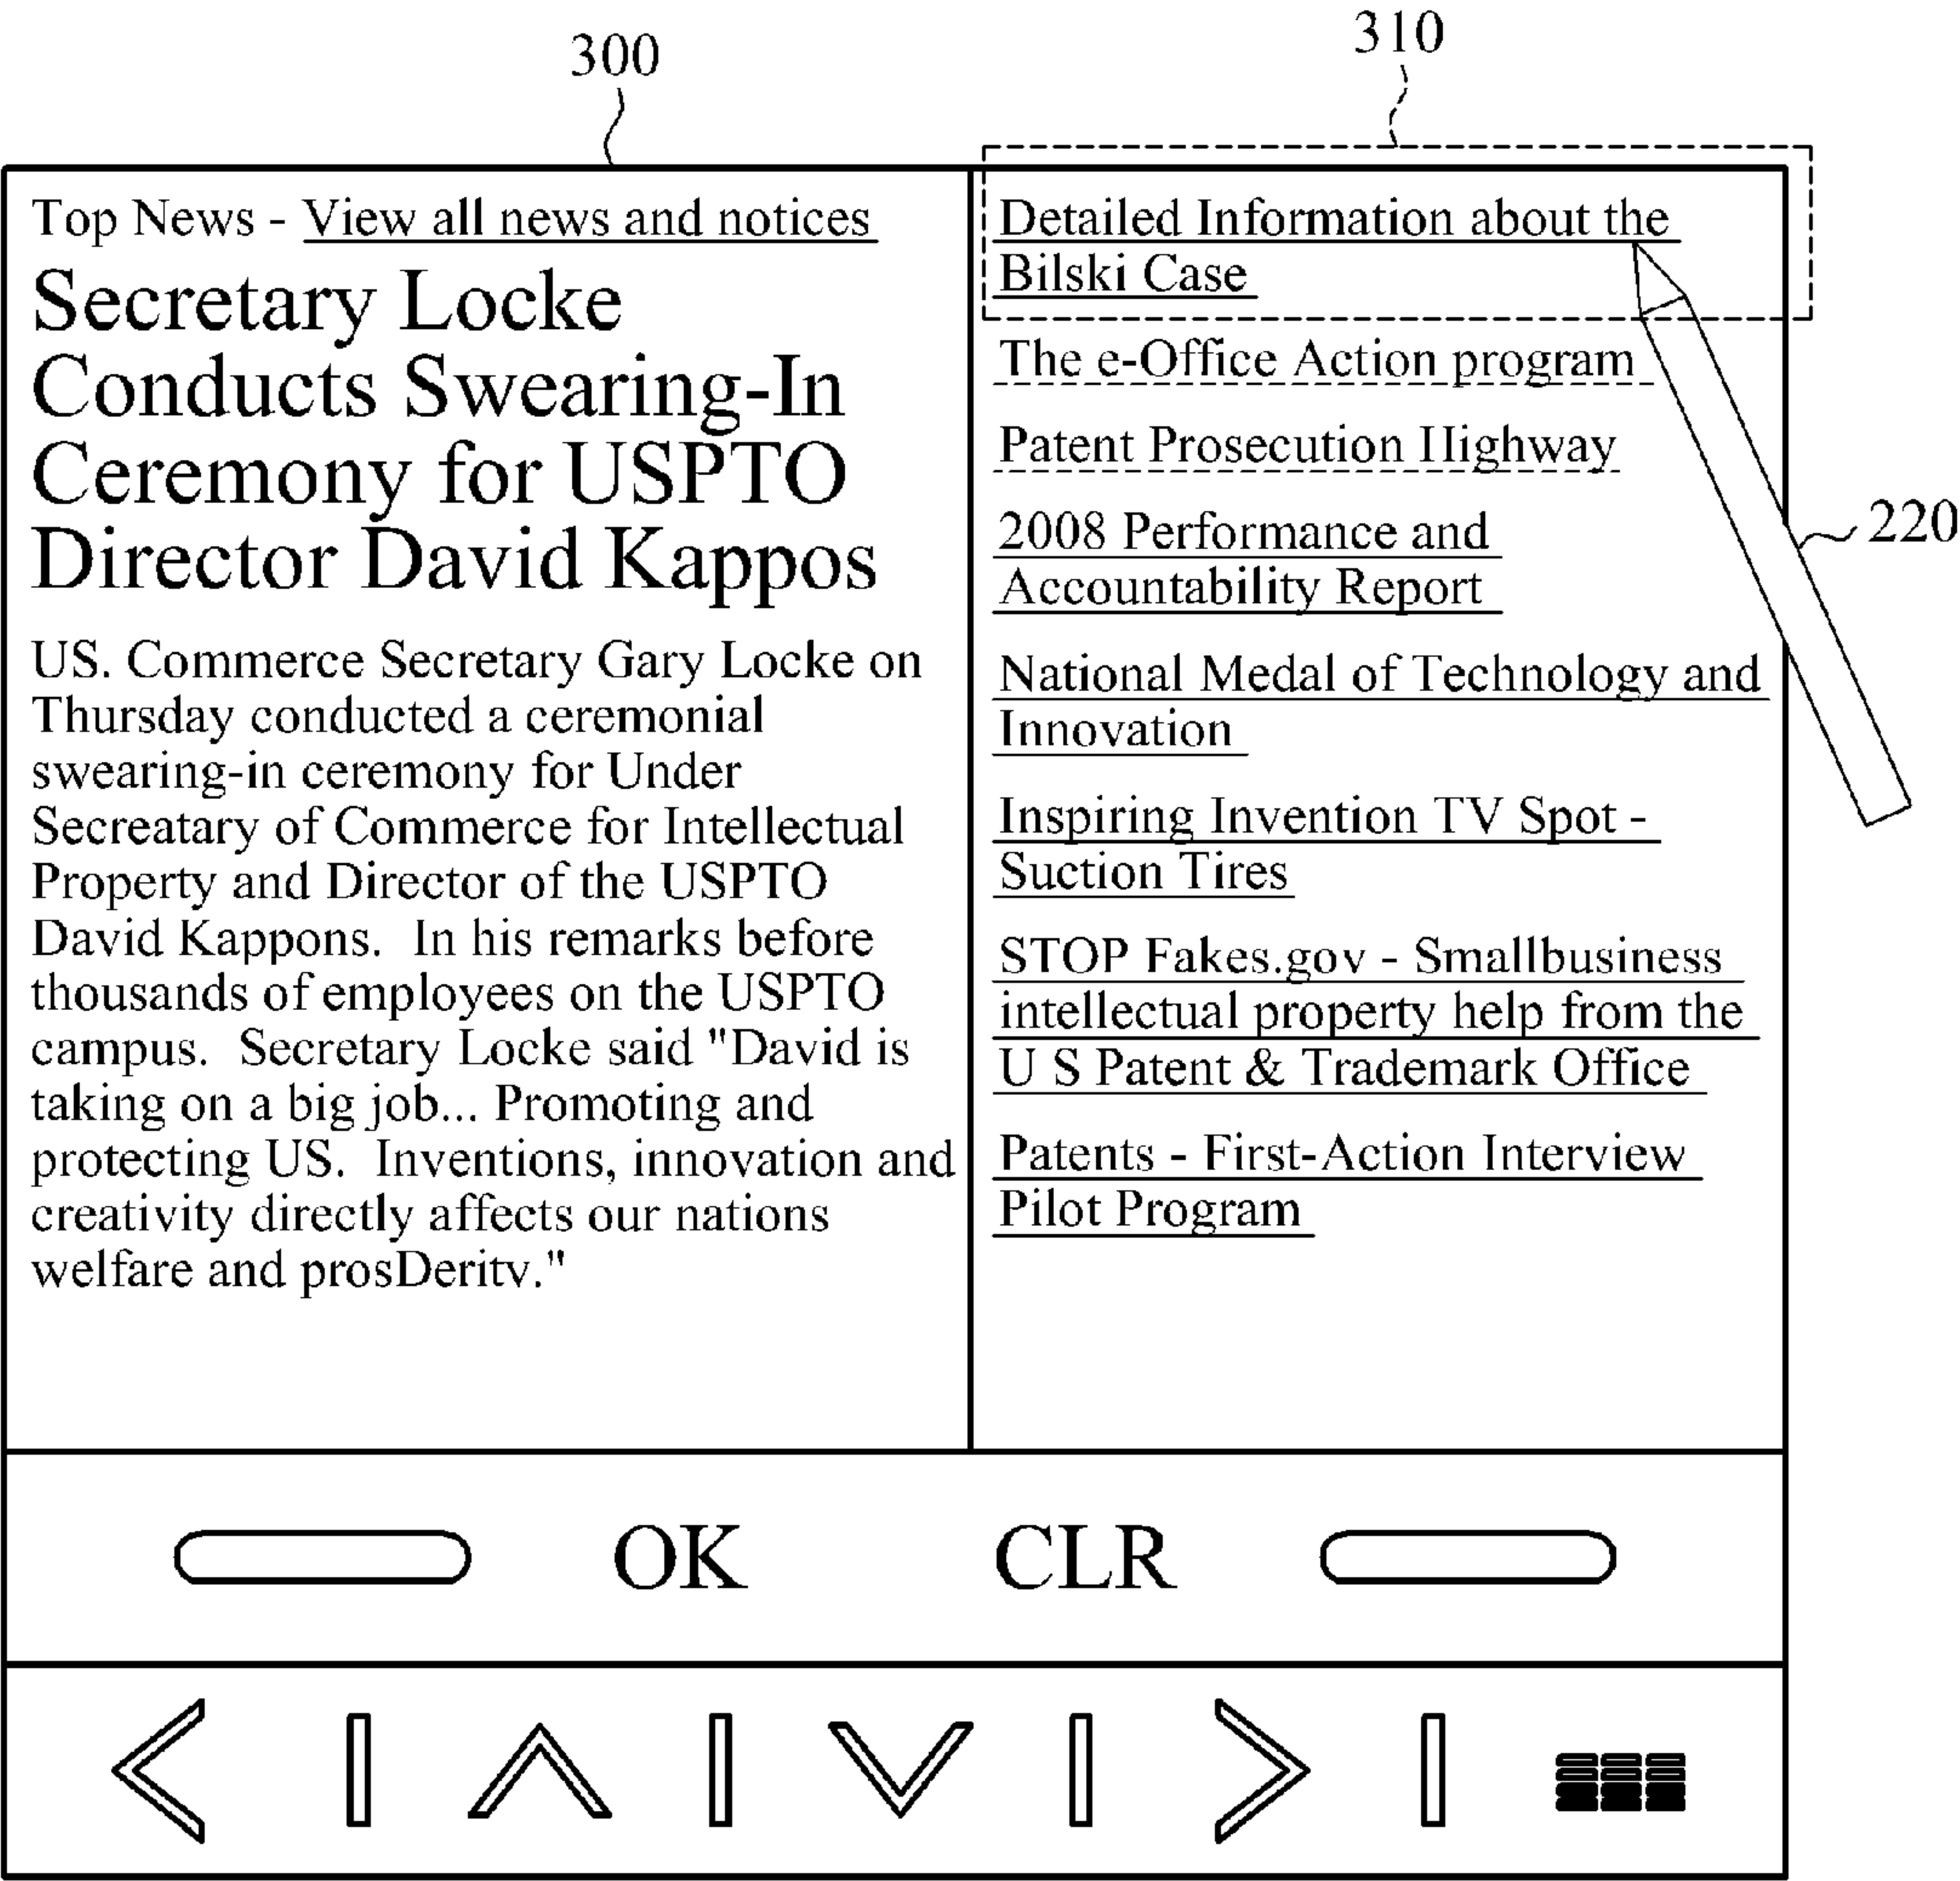 300
310
Top News - View all news and notices
Secretary Locke
Conducts Swearing-In
Ceremony for USPTO
Director David Kappos
US. Commerce Secretary Gary Locke on
Thursday conducted a ceremonial
swearing-in ceremony for Under
Secreatary of Commerce for Intellectual
Property and Director of the USPTO
David Kappons. In his remarks before
thousands of employees on the USPTO
campus. Secretary Locke said "David is
taking on a big job... Promoting and
protecting US. Inventions, innovation and
creativity directly affects our nations
welfare and prosDeritv."
Detailed Information about the
Bilski Case
The e-Office Action program
Patent Prosecution Highway
2008 Performance and
Accountability Report
National Medal of Technology and
Innovation
Inspiring Invention TV Spot -
Suction Tires
STOP Fakes.gov - Smallbusiness
intellectual property help from the
U S Patent & Trademark Office
Patents - First-Action Interview
Pilot Program
220
OK
CLR